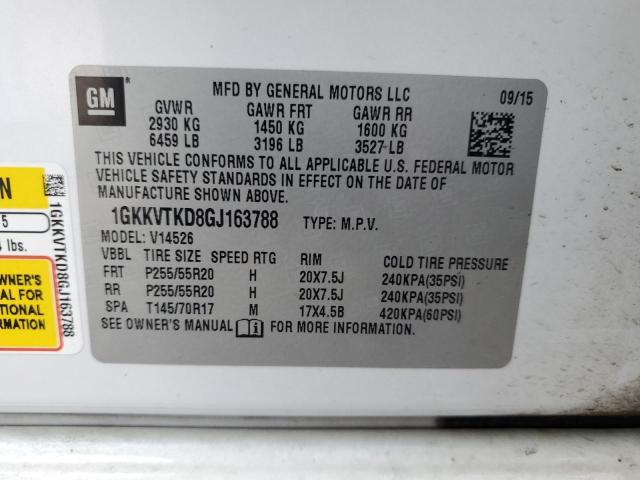 GM
MFD BY GENERAL MOTORS LLC 09/15
GVWR GAWR FRT GAWR RR
2930 KG 1450 KG 1600 KG
6459 LB 3196 LB 3527 LB
THIS VEHICLE CONFORMS TO ALL APPLICABLE U.S. FEDERAL MOTOR
VEHICLE SAFETY STANDARDS IN EFFECT ON THE DATE OF
MANUFACTURE SHOWN ABOVE.
1GKKVTKD8GJ163788 TYPE: M.P.V.
MODEL: V14526
VBBL TIRE SIZE SPEED RTG RIM COLD TIRE PRESSURE
FRT P255/55R20 H 20X7.5J 240KPA(35PSI)
RR P255/55R20 H 20X7.5J 240KPA(35PSI)
SPA T145/70R17 M 17X4.5B 420KPA(60PSI)
SEE OWNER'S MANUAL FOR MORE INFORMATION.
N
5
lbs.
OWNER'S
AL FOR
TIONAL
RMATION
1GKKVTKD8GJ163788